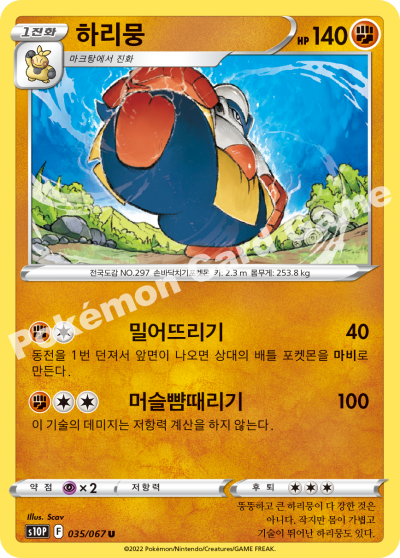 1진화
하리뭉
HP 140
마크탕에서 진화
전국도감 NO.297 손바닥치기포켓몬 키: 2.3 m 몸무게: 253.8 kg
Pokémon Card Game
밀어뜨리기 40
동전을 1번 던져서 앞면이 나오면 상대의 배틀 포켓몬을 마비로
만든다.
머슬뺨때리기 100
이 기술의 데미지는 저항력 계산을 하지 않는다.
약점 ×2 저항력 후퇴
Illus. Scav
s10P F 035/067 U
뚱뚱하고 큰 하리뭉이 다 강한 것은
아니다. 작지만 몸이 가볍고
기술이 뛰어난 하리뭉도 있다.
©2022 Pokémon/Nintendo/Creatures/GAME FREAK.